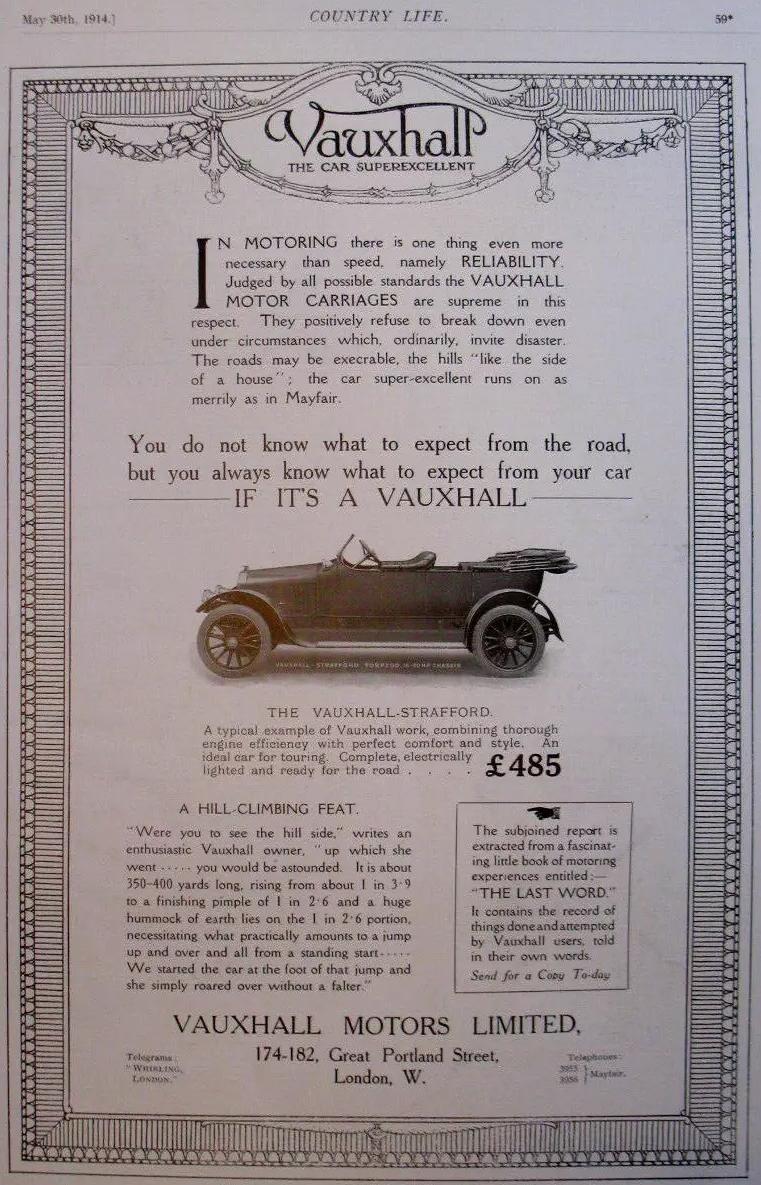 May 30th, 1914.]
COUNTRY LIFE.
59*
Vauxhall
THE CAR SUPEREXCELLENT
IN MOTORING there is one thing even more
necessary than speed, namely RELIABILITY.
Judged by all possible standards the VAUXHALL
MOTOR CARRIAGES are supreme in this
respect. They positively refuse to break down even
under circumstances which, ordinarily, invite disaster.
The roads may be execrable, the hills "like the side
of a house"; the car super-excellent runs on as
merrily as in Mayfair.
You do not know what to expect from the road,
but you always know what to expect from your car
IF IT'S A VAUXHALL
VAUXHALL-STRAFFORD TORPEDO, 16-20 HP CHASSIS
THE VAUXHALL-STRAFFORD.
A typical example of Vauxhall work, combining thorough
engine efficiency with perfect comfort and style. An
ideal car for touring. Complete, electrically
lighted and ready for the road . . . . £485
A HILL-CLIMBING FEAT.
"Were you to see the hill side," writes an
enthusiastic Vauxhall owner, "up which she
went ····· you would be astounded. It is about
350-400 yards long, rising from about 1 in 3·9
to a finishing pimple of 1 in 2·6 and a huge
hummock of earth lies on the 1 in 2·6 portion,
necessitating what practically amounts to a jump
up and over and all from a standing start·····
We started the car at the foot of that jump and
she simply roared over without a falter."
The subjoined report is
extracted from a fascinat-
ing little book of motoring
experiences entitled:—
"THE LAST WORD."
It contains the record of
things done and attempted
by Vauxhall users, told
in their own words.
Send for a Copy To-day
VAUXHALL MOTORS LIMITED,
174-182, Great Portland Street,
London, W.
Telegrams:
"WHIRLING,
LONDON."
Telephones:
3955 } Mayfair.
3956